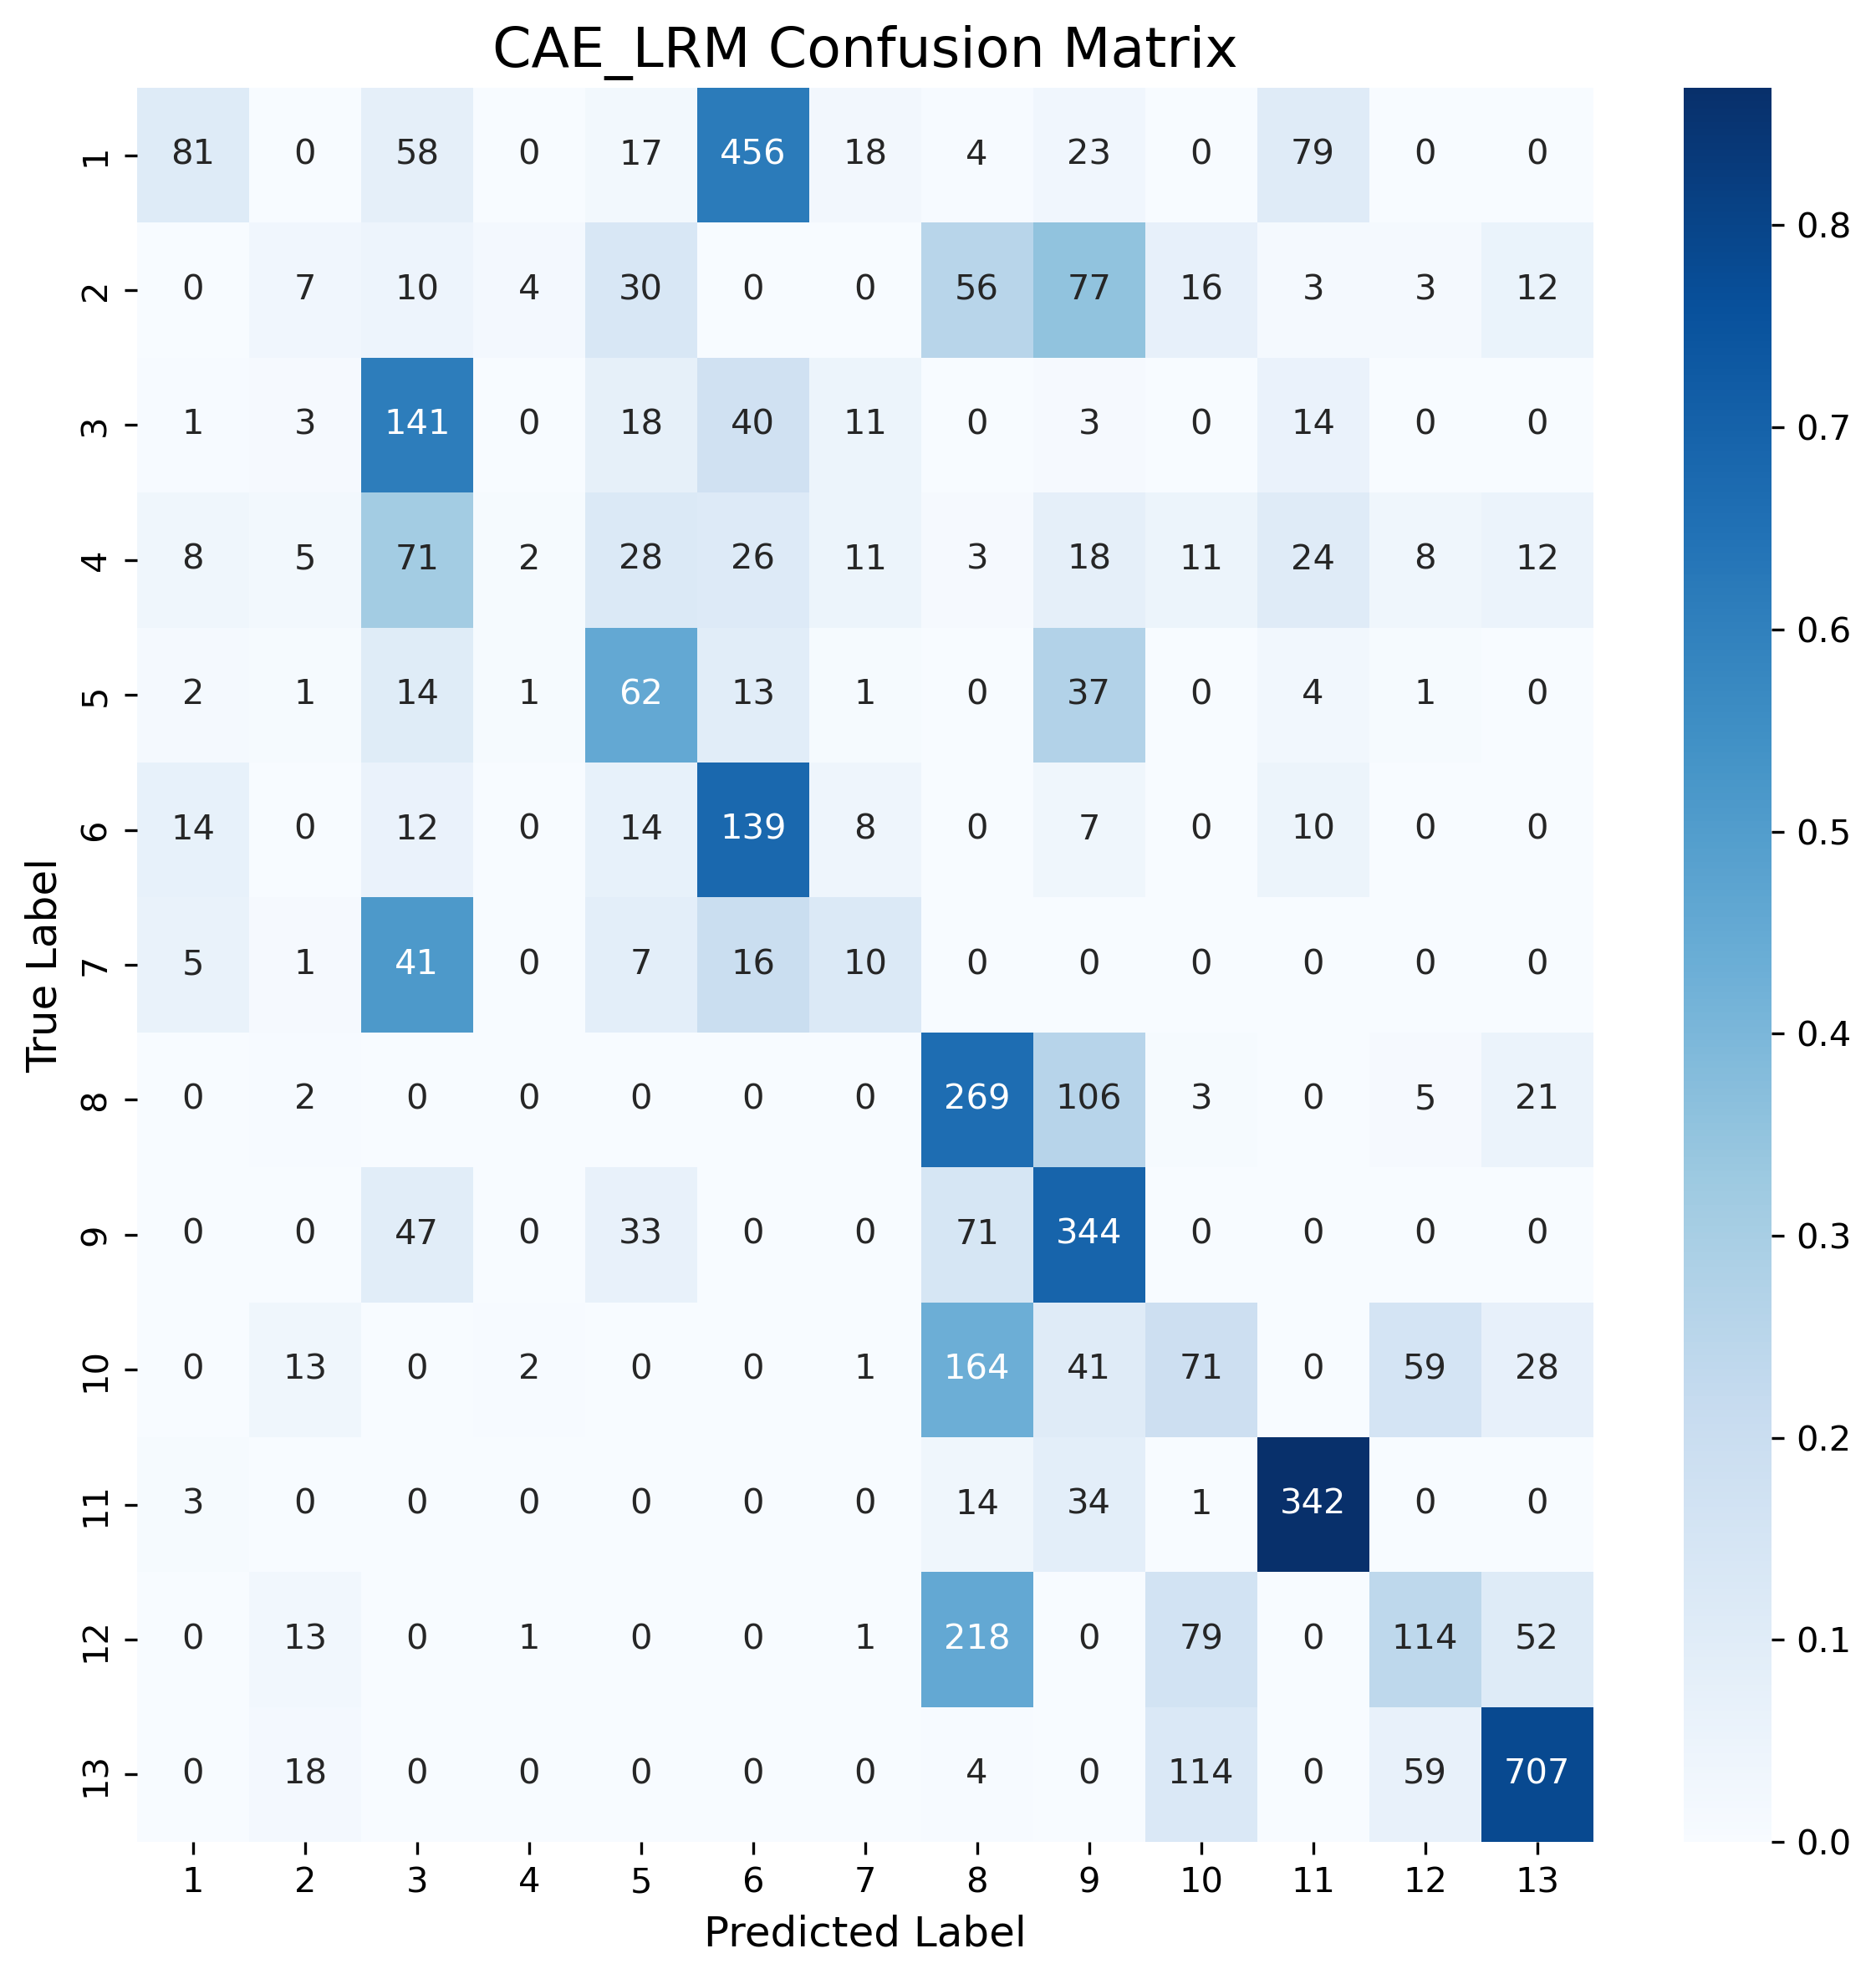 CAE_LRM Confusion Matrix
1 81 0 58 0 17 456 18 4 23 0 79 0 0
2 0 7 10 4 30 0 0 56 77 16 3 3 12
3 1 3 141 0 18 40 11 0 3 0 14 0 0
4 8 5 71 2 28 26 11 3 18 11 24 8 12
5 2 1 14 1 62 13 1 0 37 0 4 1 0
6 14 0 12 0 14 139 8 0 7 0 10 0 0
7 5 1 41 0 7 16 10 0 0 0 0 0 0
8 0 2 0 0 0 0 0 269 106 3 0 5 21
9 0 0 47 0 33 0 0 71 344 0 0 0 0
10 0 13 0 2 0 0 1 164 41 71 0 59 28
11 3 0 0 0 0 0 0 14 34 1 342 0 0
12 0 13 0 1 0 0 1 218 0 79 0 114 52
13 0 18 0 0 0 0 0 4 0 114 0 59 707
1 2 3 4 5 6 7 8 9 10 11 12 13
Predicted Label
True Label
0.8
0.7
0.6
0.5
0.4
0.3
0.2
0.1
0.0